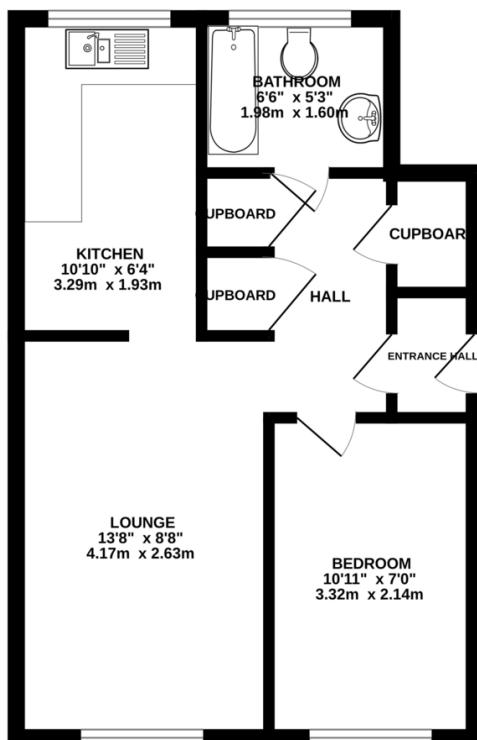 BATHROOM
6'6" x 5'3"
1.98m x 1.60m
CUPBOARD
CUPBOAR
KITCHEN
10'10" x 6'4"
3.29m x 1.93m
CUPBOARD
HALL
ENTRANCE HALL
LOUNGE
13'8" x 8'8"
4.17m x 2.63m
BEDROOM
10'11" x 7'0"
3.32m x 2.14m